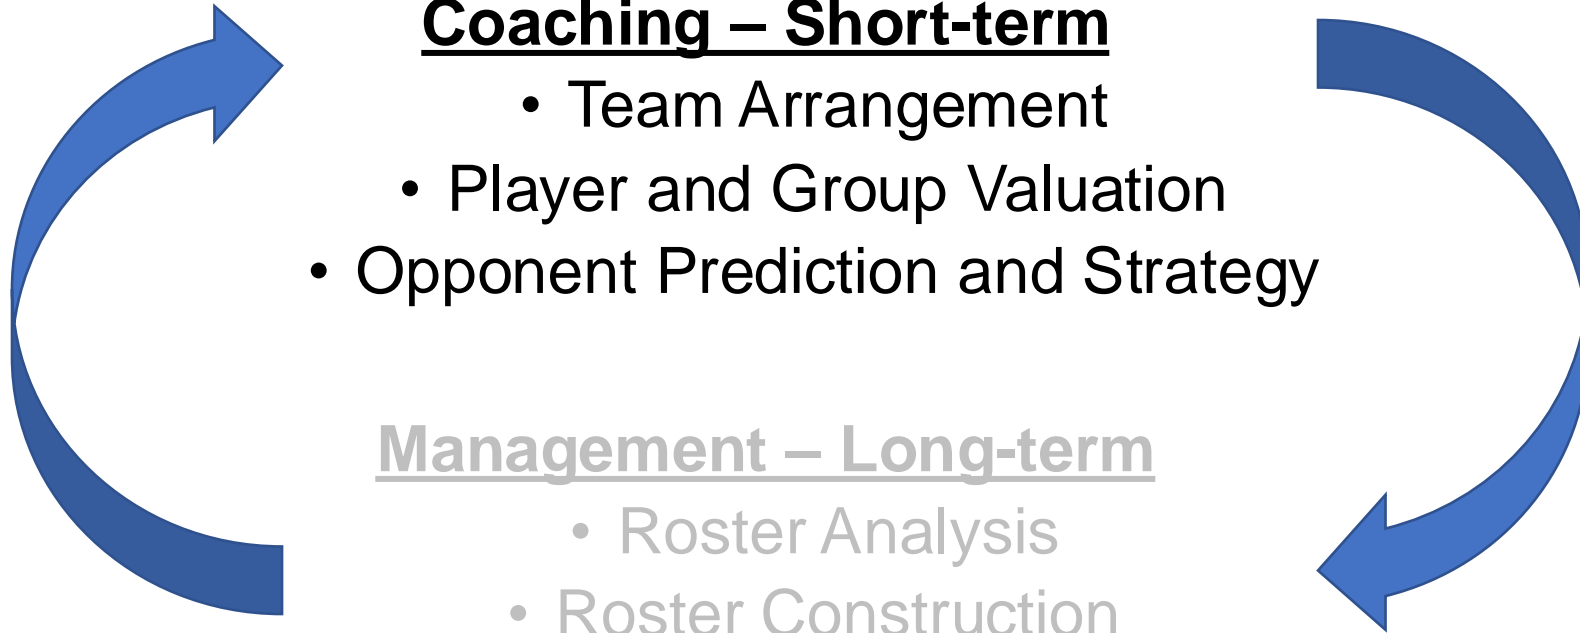 Coaching – Short-term
• Team Arrangement
• Player and Group Valuation
• Opponent Prediction and Strategy
Management – Long-term
• Roster Analysis
• Roster Construction